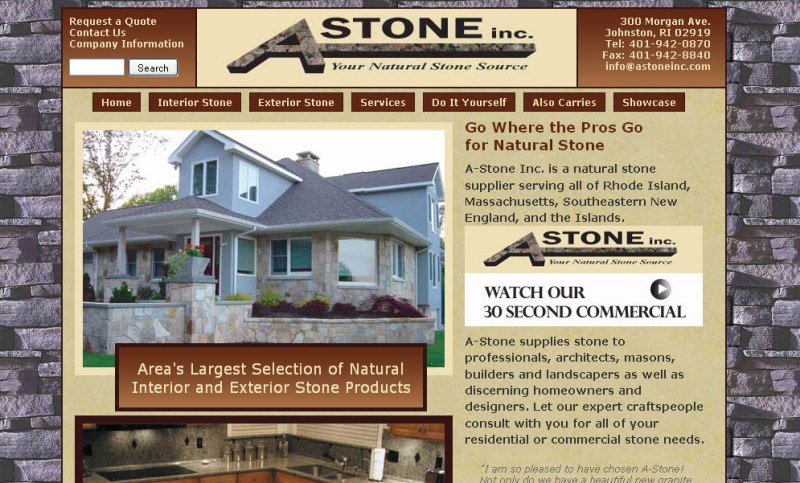 Request a Quote
Contact Us
Company Information
Search
A STONE inc.
Your Natural Stone Source
300 Morgan Ave.
Johnston, RI 02919
Tel: 401-942-0870
Fax: 401-942-8840
info@astoneinc.com
Home
Interior Stone
Exterior Stone
Services
Do It Yourself
Also Carries
Showcase
Area's Largest Selection of Natural
Interior and Exterior Stone Products
Go Where the Pros Go
for Natural Stone
A-Stone Inc. is a natural stone
supplier serving all of Rhode Island,
Massachusetts, Southeastern New
England, and the Islands.
A STONE inc.
Your Natural Stone Source
WATCH OUR
30 SECOND COMMERCIAL
A-Stone supplies stone to
professionals, architects, masons,
builders and landscapers as well as
discerning homeowners and
designers. Let our expert craftspeople
consult with you for all of your
residential or commercial stone needs.
"I am so pleased to have chosen A-Stone!
Not only do we have a beautiful new granite